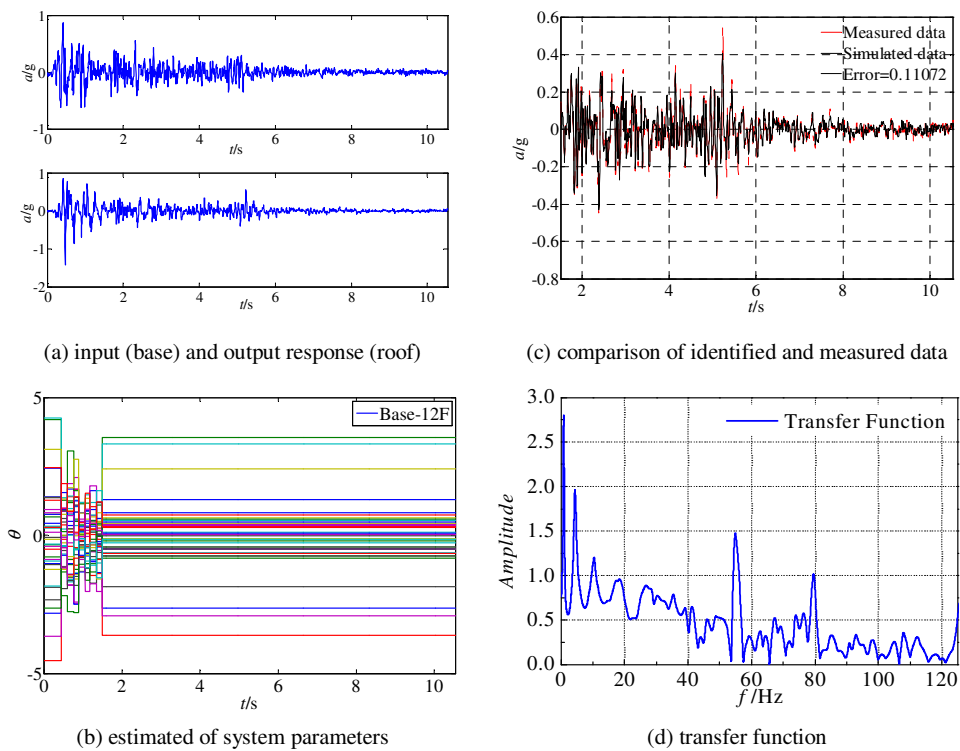 1
0
-1
a/g
0 2 4 6 8 10
t/s
1
0
-1
-2
a/g
0 2 4 6 8 10
t/s
(a) input (base) and output response (roof)
0.6
0.4
0.2
0
-0.2
-0.4
-0.6
-0.8
a/g
Measured data
Simulated data
Error=0.11072
2 4 6 8 10
t/s
(c) comparison of identified and measured data
5
0
-5
θ
Base-12F
0 2 4 6 8 10
t/s
(b) estimated of system parameters
3.0
2.5
2.0
1.5
1.0
0.5
0.0
Amplitude
Transfer Function
0 20 40 60 80 100 120
f /Hz
(d) transfer function